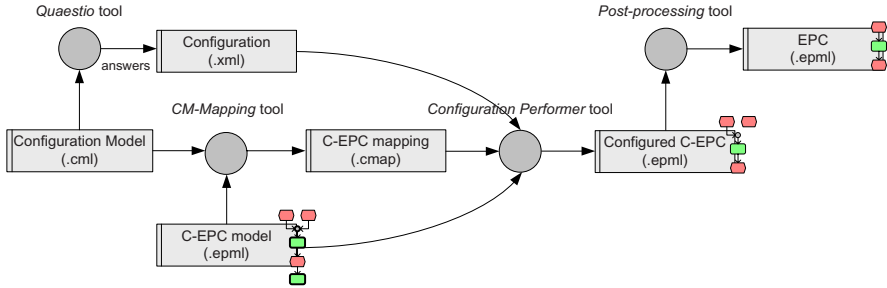 Quaestio tool
Post-processing tool
Configuration
(.xml)
EPC
(.epml)
answers
CM-Mapping tool
Configuration Performer tool
Configuration Model
(.cml)
C-EPC mapping
(.cmap)
Configured C-EPC
(.epml)
C-EPC model
(.epml)